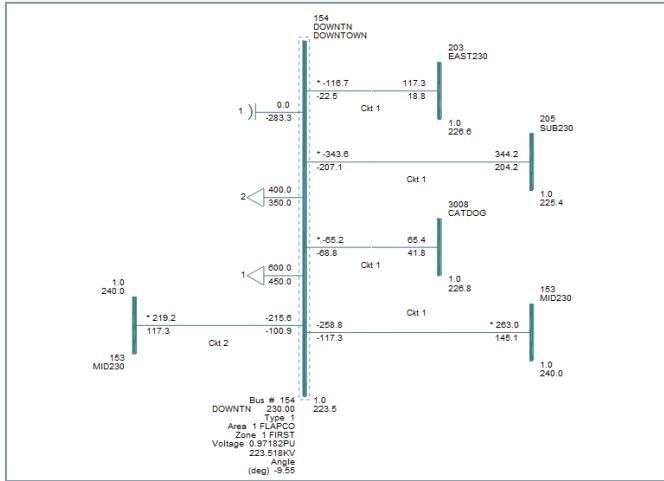 154
DOWNTN
DOWNTOWN
203
EAST230
* -116.7 117.3
-22.5 18.8
Ckt 1
1.0
226.6
1 0.0
-283.3
205
SUB230
* -343.6 344.2
-207.1 204.2
Ckt 1
1.0
225.4
2 400.0
350.0
3008
CATDOG
* -65.2 65.4
-68.8 41.8
Ckt 1
1.0
226.8
1 600.0
450.0
1.0
240.0
* 219.2 -215.6
117.3 -100.9
Ckt 2
153
MID230
153
MID230
Ckt 1
-258.8 * 263.0
-117.3 145.1
1.0
240.0
Bus # 154
DOWNTN 230.00
Type 1
Area 1 FLAPCO
Zone 1 FIRST
Voltage 0.97182PU
223.518KV
Angle
(deg) -9.55
1.0
223.5